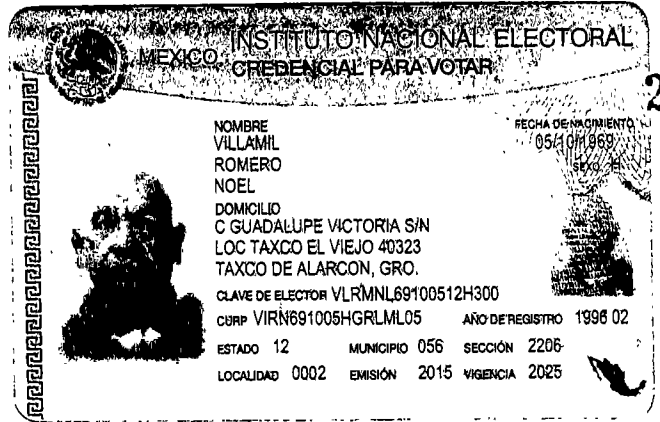 MEXICO
INSTITUTO NACIONAL ELECTORAL
CREDENCIAL PARA VOTAR
2
NOMBRE
VILLAMIL
ROMERO
NOEL
FECHA DE NACIMIENTO
05/10/1969
SEXO H
DOMICILIO
C GUADALUPE VICTORIA S/N
LOC TAXCO EL VIEJO 40323
TAXCO DE ALARCON, GRO.
CLAVE DE ELECTOR VLRMNL69100512H300
CURP VIRN691005HGRLML05 AÑO DE REGISTRO 1996 02
ESTADO 12 MUNICIPIO 056 SECCIÓN 2206
LOCALIDAD 0002 EMISIÓN 2015 VIGENCIA 2025